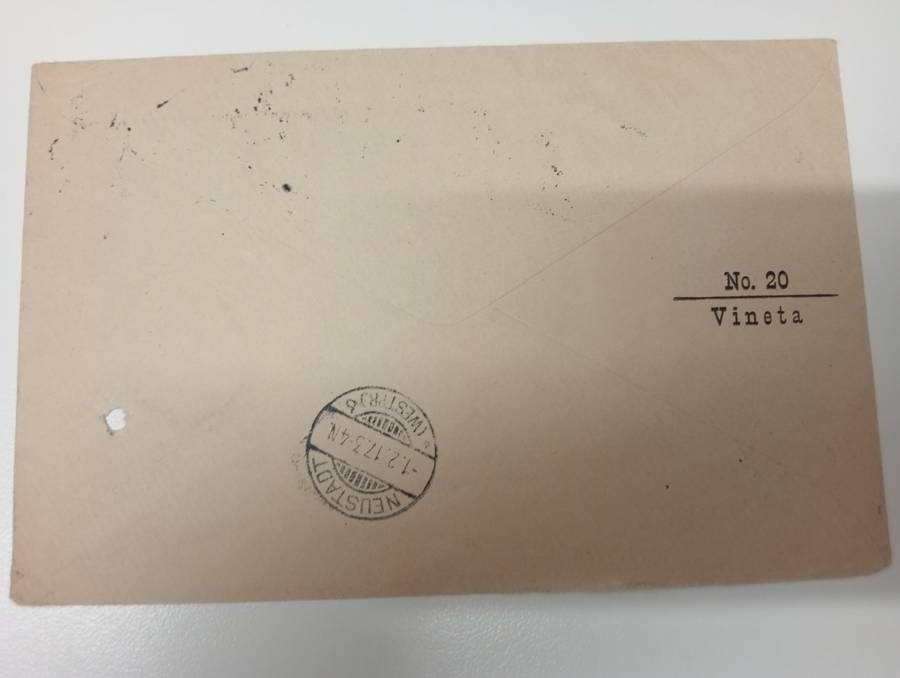 No. 20
Vineta
NEUSTADT
-1.2.17.3-4N.
* (WESTPR.) b